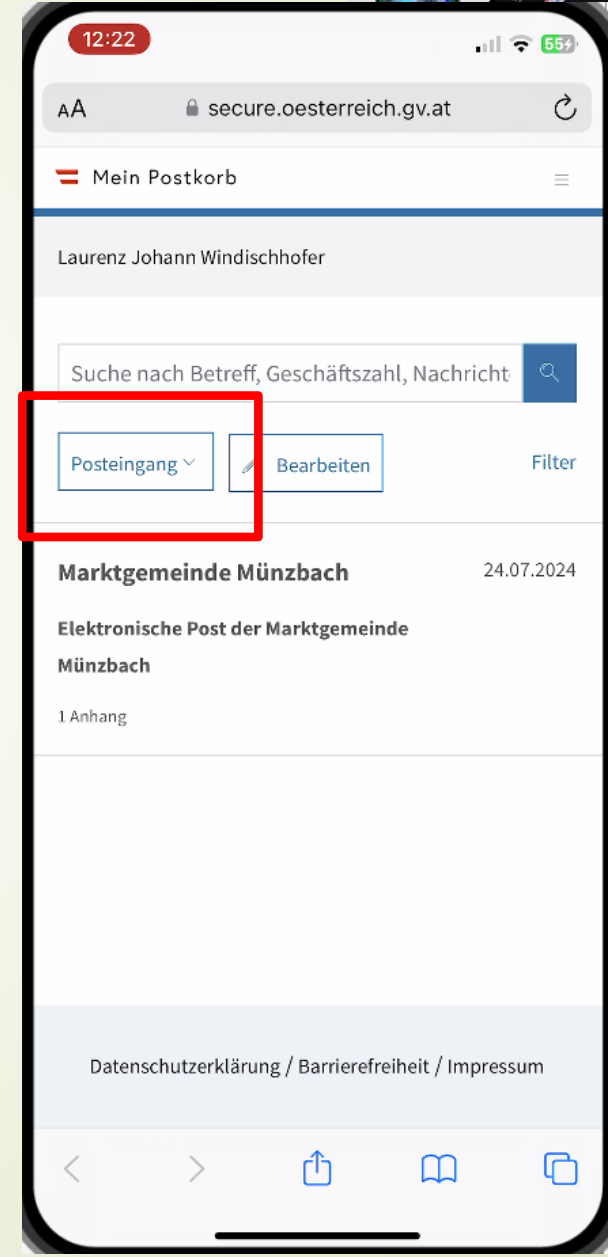 12:22
55
AA secure.oesterreich.gv.at
Mein Postkorb
Laurenz Johann Windischhofer
Suche nach Betreff, Geschäftszahl, Nachricht
Posteingang Bearbeiten Filter
Marktgemeinde Münzbach 24.07.2024
Elektronische Post der Marktgemeinde
Münzbach
1 Anhang
Datenschutzerklärung / Barrierefreiheit / Impressum